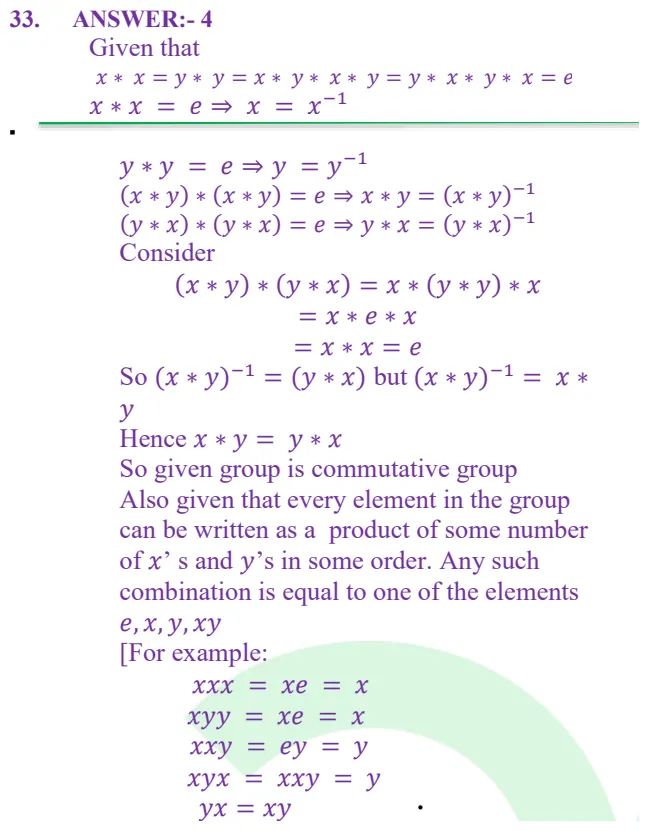 33. ANSWER:- 4
Given that
𝑥 ∗ 𝑥 = 𝑦 ∗ 𝑦 = 𝑥 ∗ 𝑦 ∗ 𝑥 ∗ 𝑦 = 𝑦 ∗ 𝑥 ∗ 𝑦 ∗ 𝑥 = 𝑒
𝑥 ∗ 𝑥 = 𝑒 ⇒ 𝑥 = 𝑥⁻¹
𝑦 ∗ 𝑦 = 𝑒 ⇒ 𝑦 = 𝑦⁻¹
(𝑥 ∗ 𝑦) ∗ (𝑥 ∗ 𝑦) = 𝑒 ⇒ 𝑥 ∗ 𝑦 = (𝑥 ∗ 𝑦)⁻¹
(𝑦 ∗ 𝑥) ∗ (𝑦 ∗ 𝑥) = 𝑒 ⇒ 𝑦 ∗ 𝑥 = (𝑦 ∗ 𝑥)⁻¹
Consider
(𝑥 ∗ 𝑦) ∗ (𝑦 ∗ 𝑥) = 𝑥 ∗ (𝑦 ∗ 𝑦) ∗ 𝑥
= 𝑥 ∗ 𝑒 ∗ 𝑥
= 𝑥 ∗ 𝑥 = 𝑒
So (𝑥 ∗ 𝑦)⁻¹ = (𝑦 ∗ 𝑥) but (𝑥 ∗ 𝑦)⁻¹ = 𝑥 ∗
𝑦
Hence 𝑥 ∗ 𝑦 = 𝑦 ∗ 𝑥
So given group is commutative group
Also given that every element in the group
can be written as a product of some number
of 𝑥’ s and 𝑦’s in some order. Any such
combination is equal to one of the elements
𝑒, 𝑥, 𝑦, 𝑥𝑦
[For example:
𝑥𝑥𝑥 = 𝑥𝑒 = 𝑥
𝑥𝑦𝑦 = 𝑥𝑒 = 𝑥
𝑥𝑥𝑦 = 𝑒𝑦 = 𝑦
𝑥𝑦𝑥 = 𝑥𝑥𝑦 = 𝑦
𝑦𝑥 = 𝑥𝑦